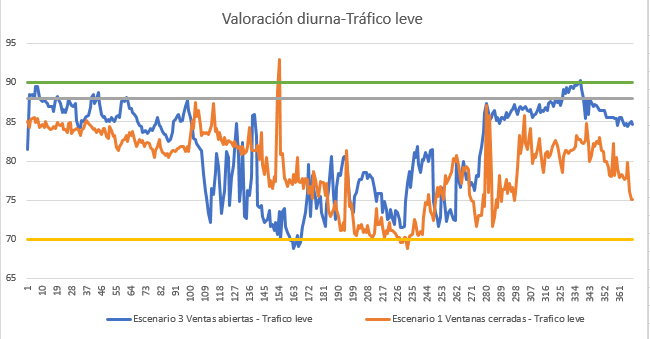 Valoración diurna-Tráfico leve
95
90
85
80
75
70
65
1 10 19 28 37 46 55 64 73 82 91 100 109 118 127 136 145 154 163 172 181 190 199 208 217 226 235 244 253 262 271 280 289 298 307 316 325 334 343 352 361
Escenario 3 Ventas abiertas - Trafico leve Escenario 1 Ventanas cerradas - Trafico leve